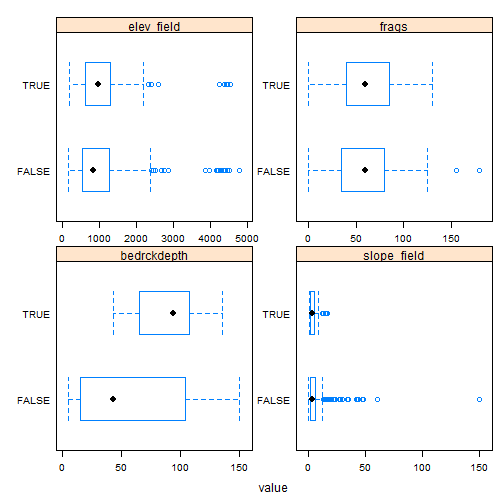 elev_field frags
TRUE TRUE
FALSE FALSE
0 1000 2000 3000 4000 5000 0 50 100 150
bedrckdepth slope_field
TRUE TRUE
FALSE FALSE
0 50 100 150 0 50 100 150
value